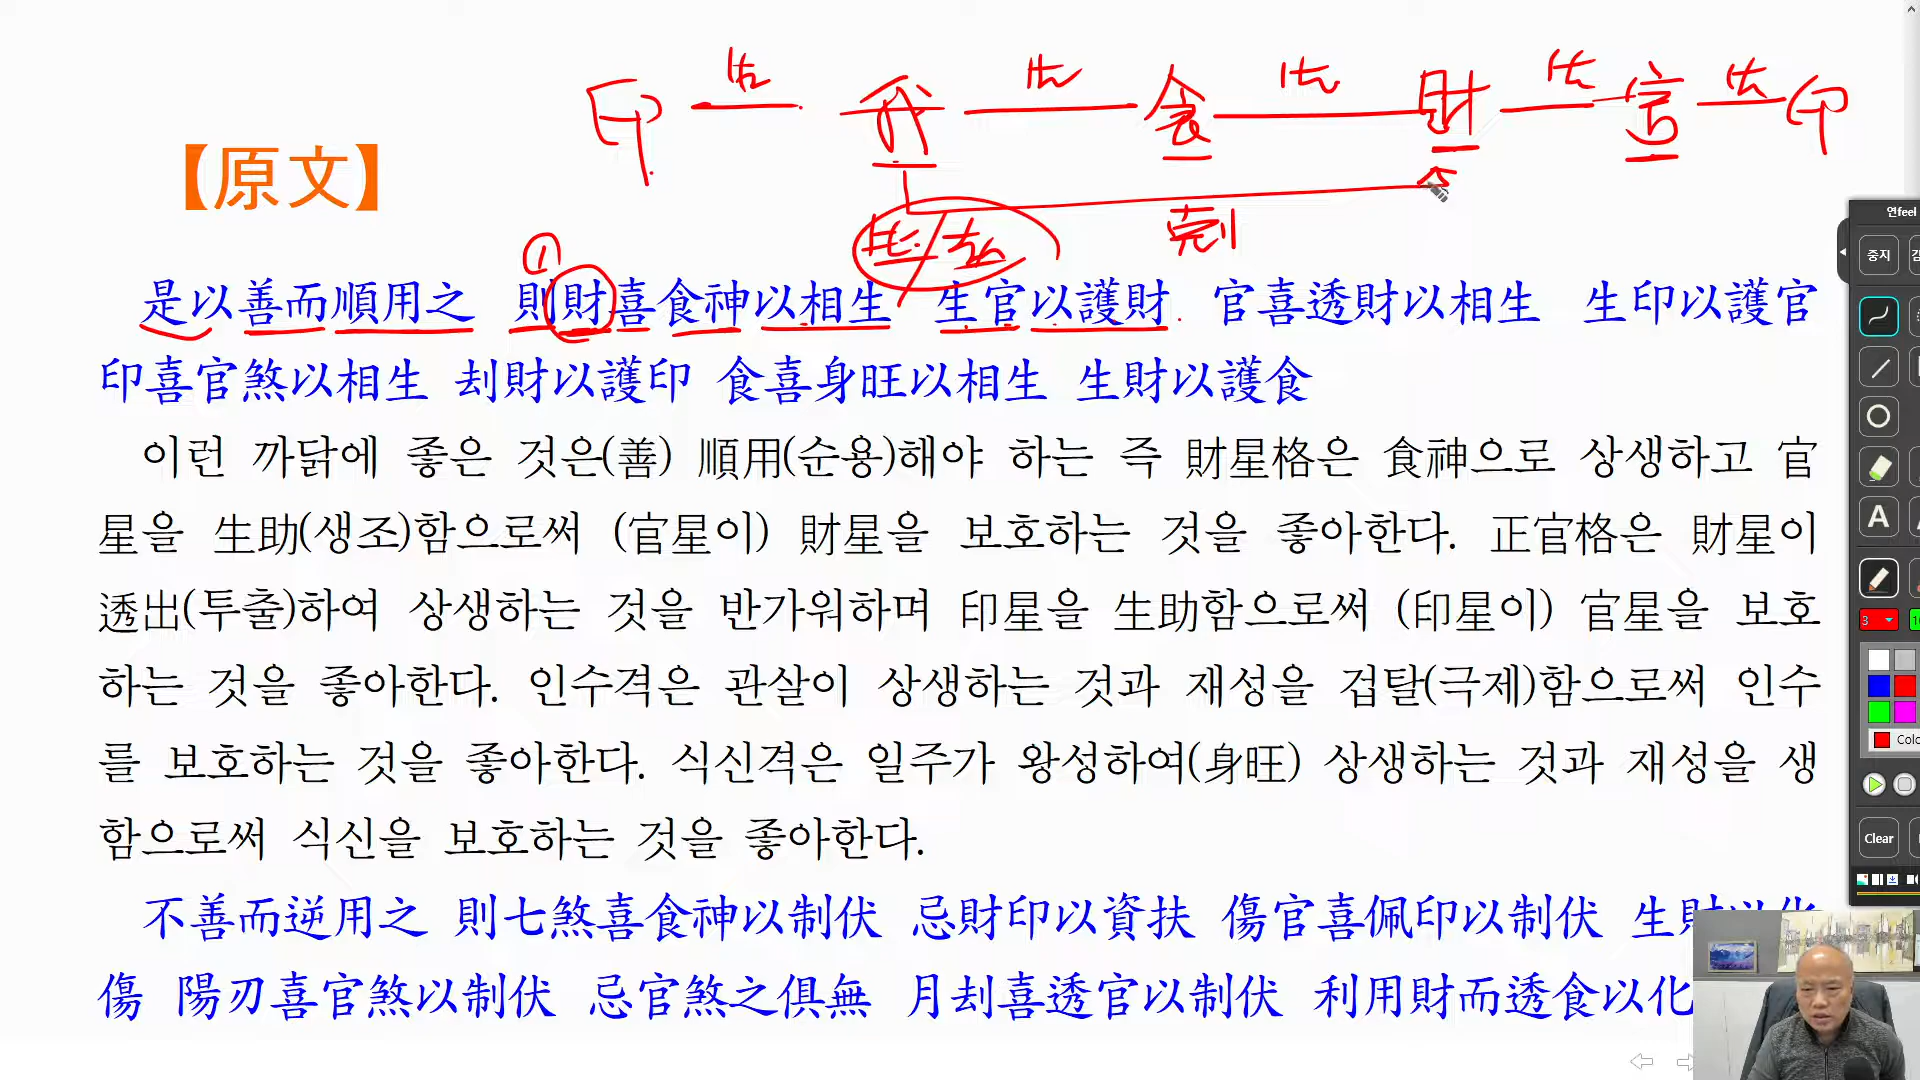 印 生 我 生 食 生 財 生 官 生 印
【原文】
比/劫 剋
①
是以善而順用之 則財喜食神以相生 生官以護財 官喜透財以相生 生印以護官
印喜官煞以相生 刦財以護印 食喜身旺以相生 生財以護食
이런 까닭에 좋은 것은(善) 順用(순용)해야 하는 즉 財星格은 食神으로 상생하고 官
星을 生助(생조)함으로써 (官星이) 財星을 보호하는 것을 좋아한다. 正官格은 財星이
透出(투출)하여 상생하는 것을 반가워하며 印星을 生助함으로써 (印星이) 官星을 보호
하는 것을 좋아한다. 인수격은 관살이 상생하는 것과 재성을 겁탈(극제)함으로써 인수
를 보호하는 것을 좋아한다. 식신격은 일주가 왕성하여(身旺) 상생하는 것과 재성을 생
함으로써 식신을 보호하는 것을 좋아한다.
不善而逆用之 則七煞喜食神以制伏 忌財印以資扶 傷官喜佩印以制伏 生財以化
傷 陽刃喜官煞以制伏 忌官煞之俱無 月刦喜透官以制伏 利用財而透食以化
연feel
중지
A
3
Clear